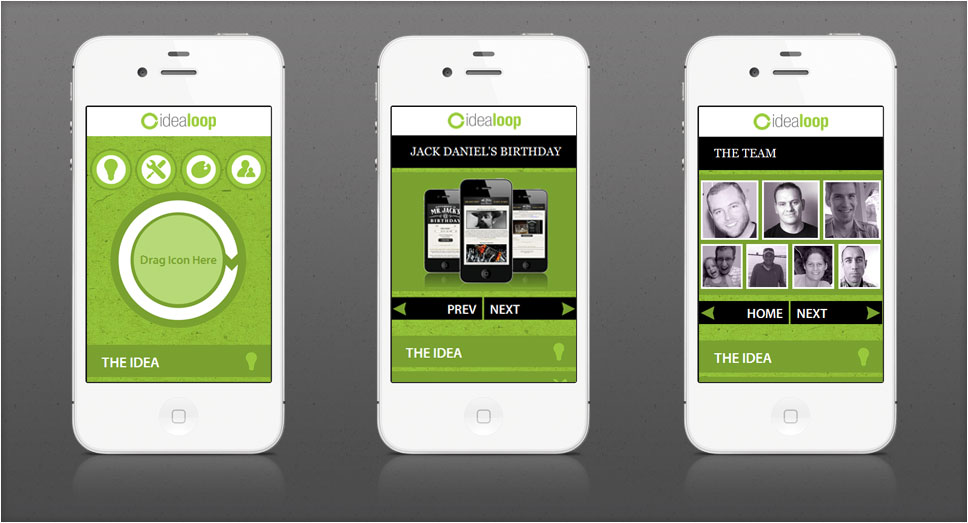 idealoop
Drag Icon Here
THE IDEA
idealoop
JACK DANIEL'S BIRTHDAY
MR. JACK'S
BIRTHDAY
PREV NEXT
THE IDEA
idealoop
THE TEAM
HOME NEXT
THE IDEA